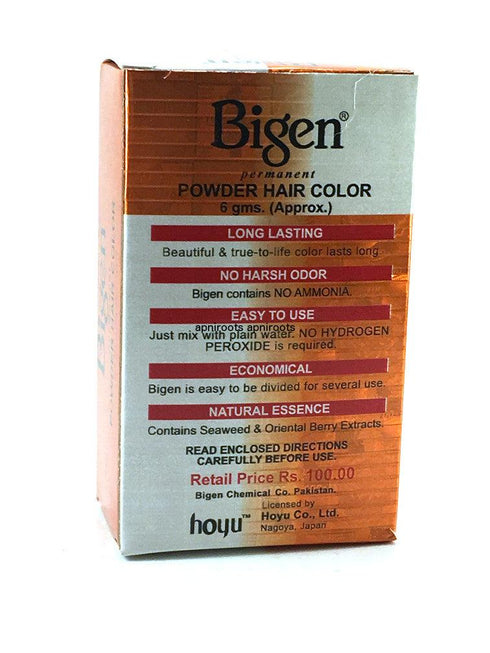 Bigen®
permanent
POWDER HAIR COLOR
6 gms. (Approx.)
LONG LASTING
Beautiful & true-to-life color lasts long.
NO HARSH ODOR
Bigen contains NO AMMONIA.
EASY TO USE
apniroots apniroots
Just mix with plain water. NO HYDROGEN
PEROXIDE is required.
ECONOMICAL
Bigen is easy to be divided for several use.
NATURAL ESSENCE
Contains Seaweed & Oriental Berry Extracts.
READ ENCLOSED DIRECTIONS
CAREFULLY BEFORE USE.
Retail Price Rs. 100.00
Bigen Chemical Co. Pakistan.
Licensed by
hoyu™ Hoyu Co., Ltd.
Nagoya, Japan